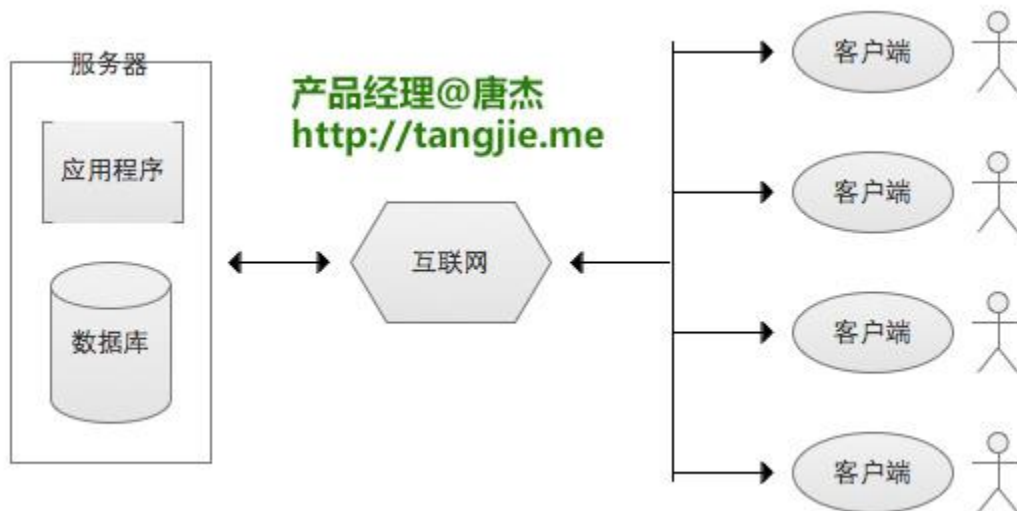 服务器
产品经理@唐杰
http://tangjie.me
应用程序
数据库
互联网
客户端
客户端
客户端
客户端